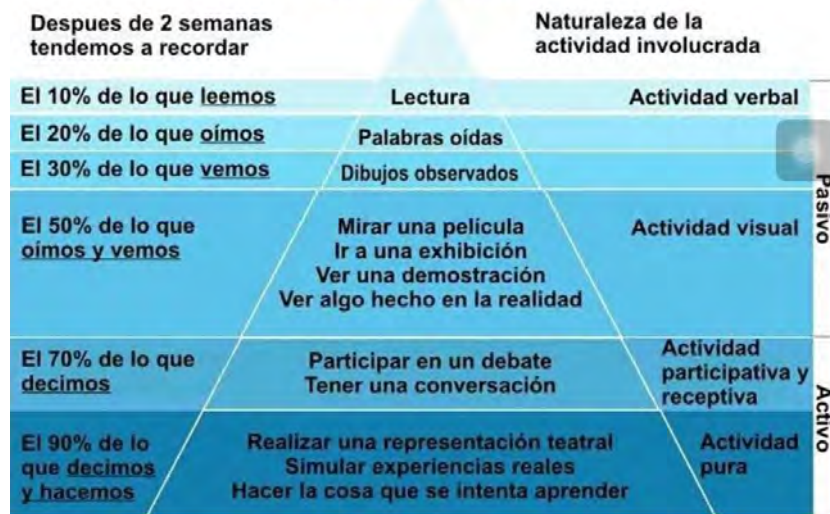 Despues de 2 semanas
tendemos a recordar
Naturaleza de la
actividad involucrada
El 10% de lo que leemos
Lectura
Actividad verbal
El 20% de lo que oímos
Palabras oídas
El 30% de lo que vemos
Dibujos observados
El 50% de lo que
oímos y vemos
Mirar una película
Ir a una exhibición
Ver una demostración
Ver algo hecho en la realidad
Actividad visual
Pasivo
El 70% de lo que
decimos
Participar en un debate
Tener una conversación
Actividad
participativa y
receptiva
El 90% de lo
que decimos
y hacemos
Realizar una representación teatral
Simular experiencias reales
Hacer la cosa que se intenta aprender
Actividad
pura
Activo